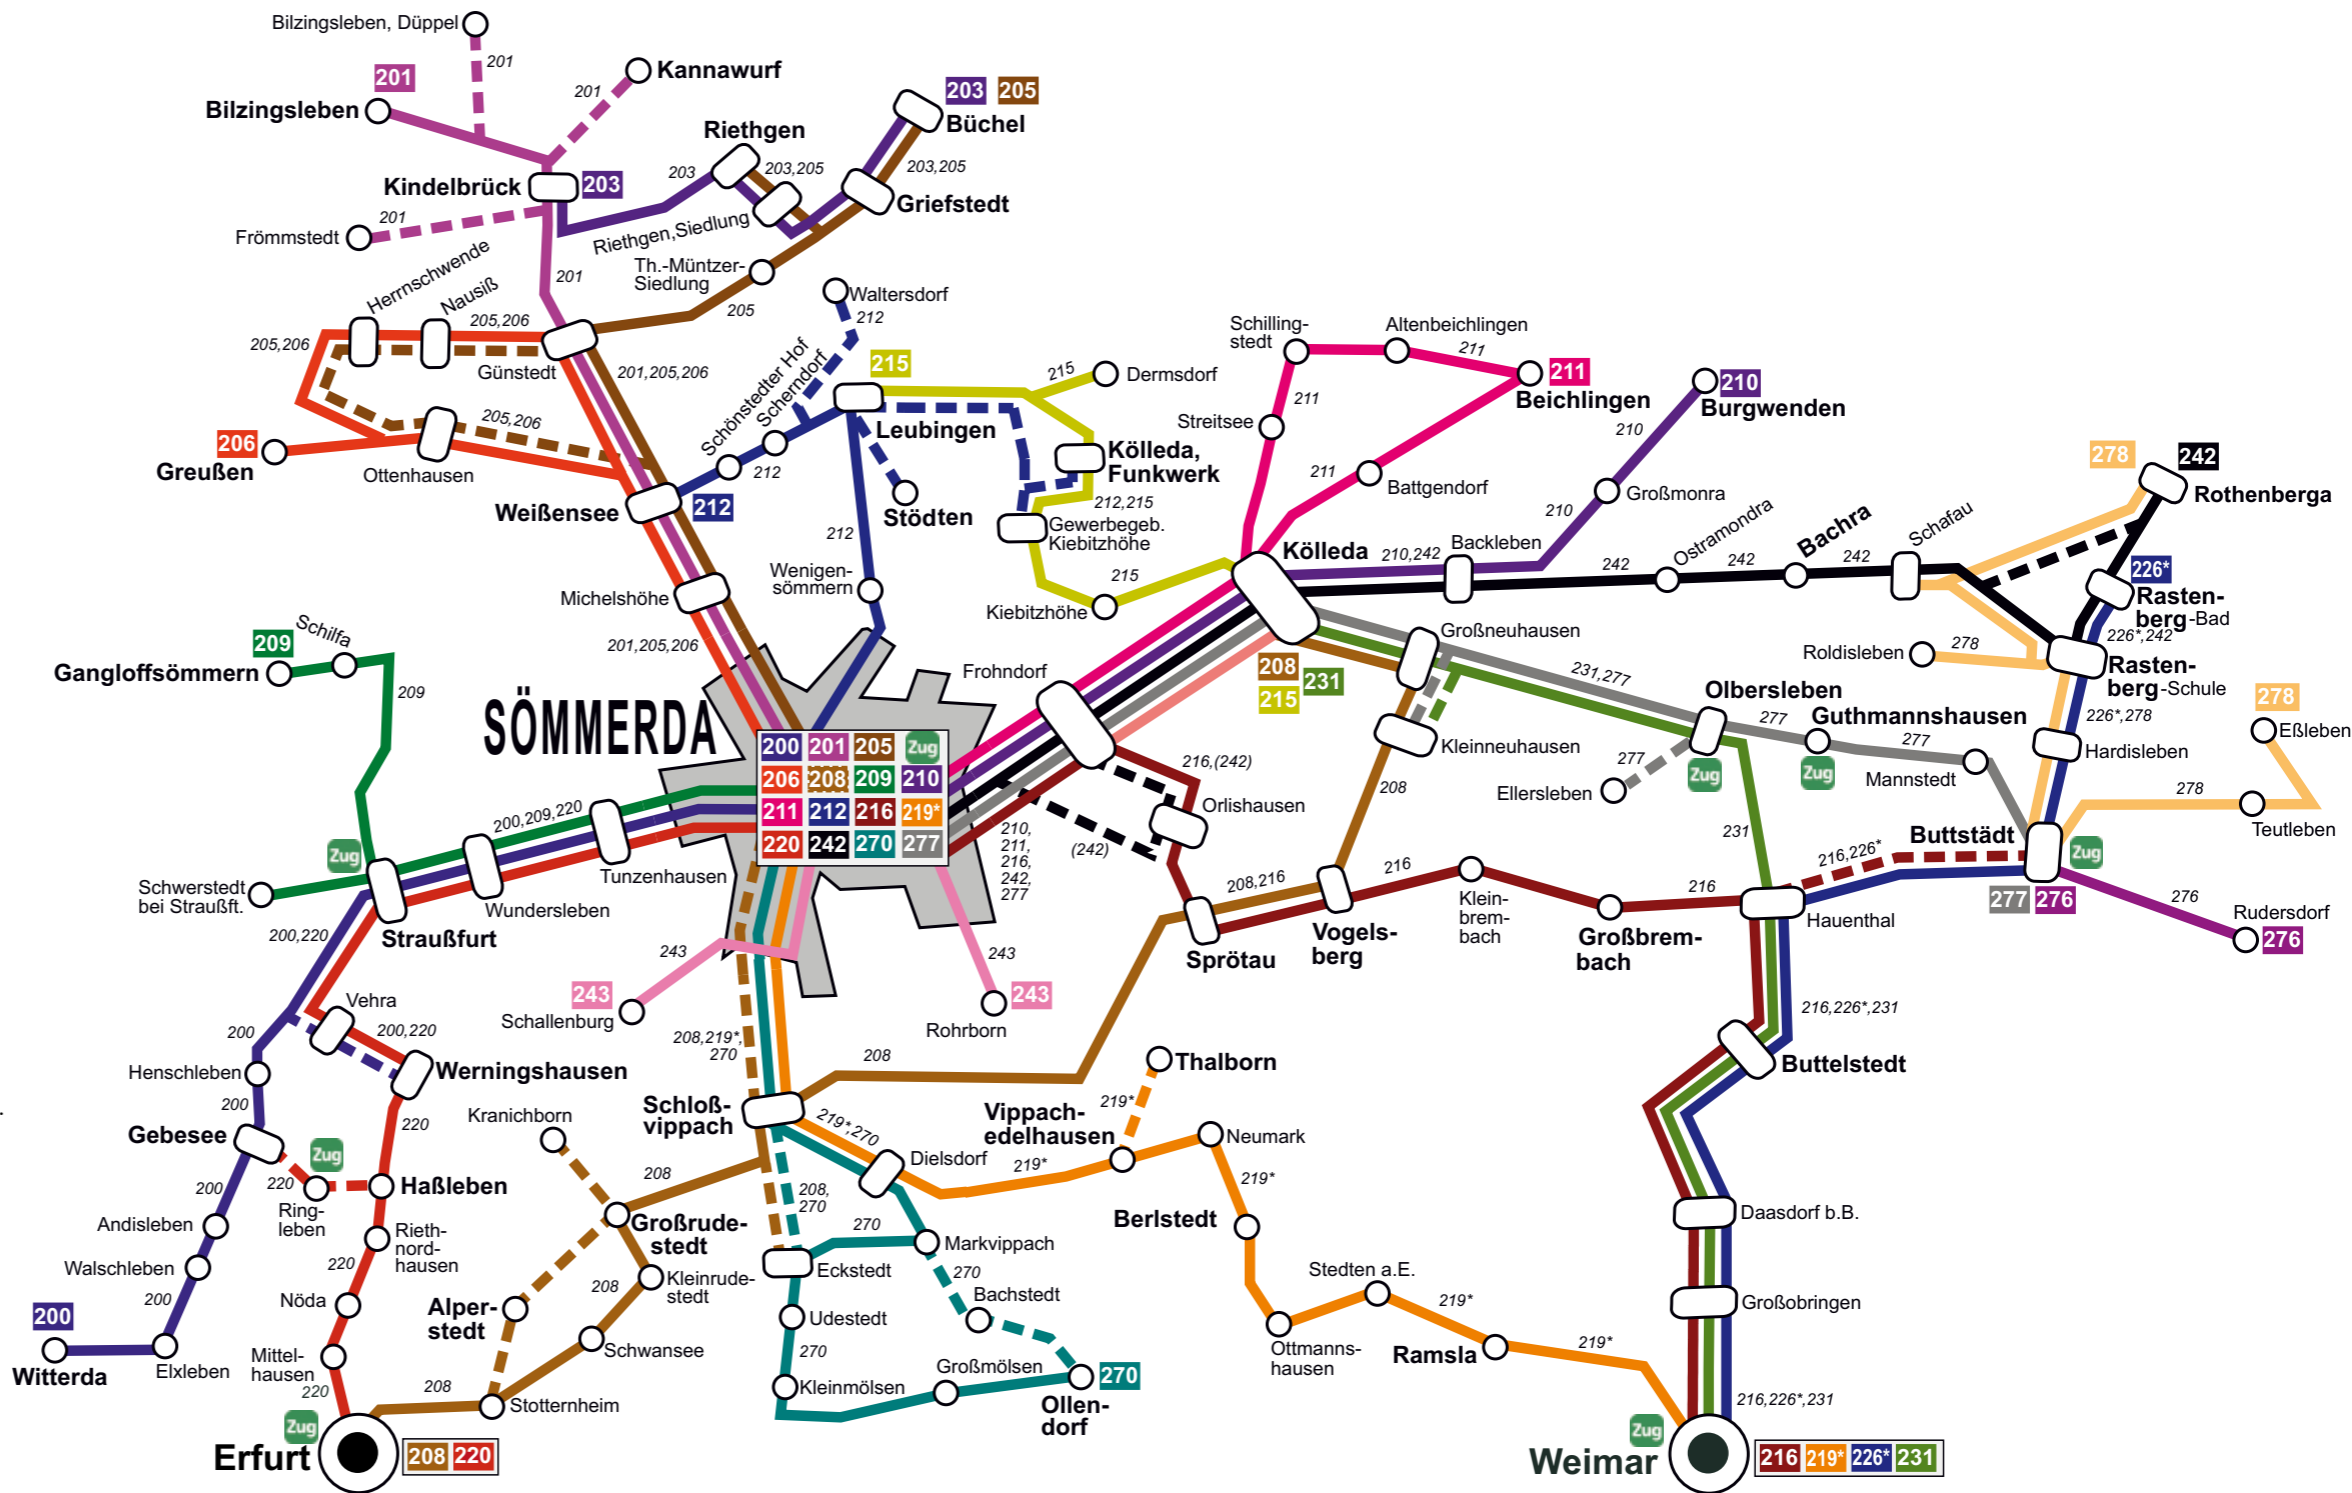 Bilzingsleben, Düppel
201
201
Kannawurf
201
Bilzingsleben
203 205
Büchel
Riethgen
203
203,205
203,205
Kindelbrück
203
Griefstedt
201
Frömmstedt
Riethgen,Siedlung
Th.-Müntzer-
Siedlung
201
205
Herrnschwende
Nausiß
205,206
205,206
Günstedt
201,205,206
205,206
206
Greußen
Ottenhausen
Weißensee
212
Waltersdorf
212
Schönstedter Hof
Scherndorf
212
215
Leubingen
215
Dermsdorf
Kölleda,
Funkwerk
212,215
Stödten
Gewerbegeb.
Kiebitzhöhe
212
Wenigen-
sömmern
215
Kiebitzhöhe
Michelshöhe
201,205,206
Schilling-
stedt
Altenbeichlingen
211
211
Beichlingen
Streitsee
211
211
Battgendorf
210
Burgwenden
210
Großmonra
210
Kölleda
210,242
Backleben
242
Ostramondra
242
Bachra
242
Schafau
278
242
Rothenberga
226*
Rasten-
berg-Bad
226*,242
Roldisleben
278
Rasten-
berg-Schule
226*,278
278
Eßleben
Hardisleben
278
Teutleben
209
Schilfa
Gangloffsömmern
209
SÖMMERDA
Frohndorf
208
215
231
Großneuhausen
231,277
Olbersleben
277
Guthmannshausen
277
Mannstedt
Zug
Zug
277
Ellersleben
Kleinneuhausen
208
231
200 201 205 Zug
206 208 209 210
211 212 216 219*
220 242 270 277
216,(242)
Orlishausen
(242)
210,
211,
216,
242,
277
200,209,220
Zug
Tunzenhausen
Wundersleben
Straußfurt
Schwerstedt
bei Straußft.
200,220
208,216
216
Sprötau
Vogels-
berg
Klein-
brem-
bach
216
Großbrem-
bach
216,226*
Buttstädt
Zug
277 276
276
Rudersdorf
276
Hauenthal
243
243
Schallenburg
243
243
Rohrborn
208,219*,
270
208
216,226*,231
Buttelstedt
Vehra
200,220
200
Henschleben
Werningshausen
200
220
Gebesee
Zug
220
Ring-
leben
Haßleben
200
Andisleben
Walschleben
200
200
Witterda
Elxleben
Rieth-
nord-
hausen
220
Nöda
Mittel-
hausen
220
Zug
Erfurt
208 220
Kranichborn
208
Großrude-
stedt
Kleinrude-
stedt
208
Alper-
stedt
Schwansee
208
Stotternheim
Schloß-
vippach
219*,270
Dielsdorf
208,
270
270
Markvippach
Eckstedt
270
Bachstedt
Udestedt
270
Kleinmölsen
Großmölsen
270
Ollen-
dorf
Thalborn
219*
Vippach-
edelhausen
219*
Neumark
219*
Berlstedt
Stedten a.E.
219*
Ottmanns-
hausen
Ramsla
219*
Daasdorf b.B.
Großobringen
216,226*,231
Zug
Weimar
216 219* 226* 231